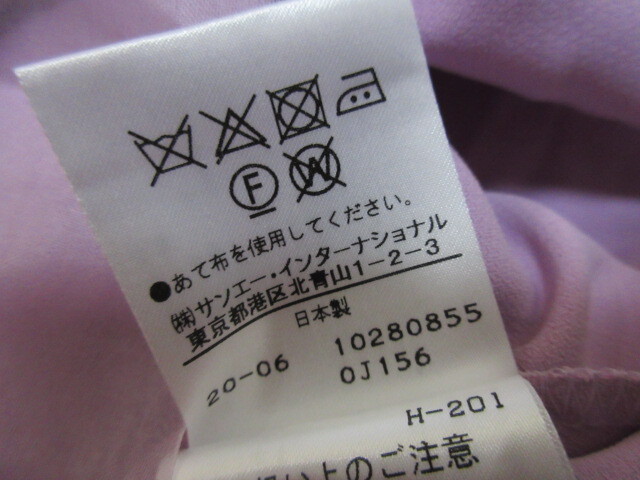 F W
●あて布を使用してください。
㈱サンエー・インターナショナル
東京都港区北青山1-2-3
日本製
20-06 10280855
0J156
H-201
扱い上のご注意